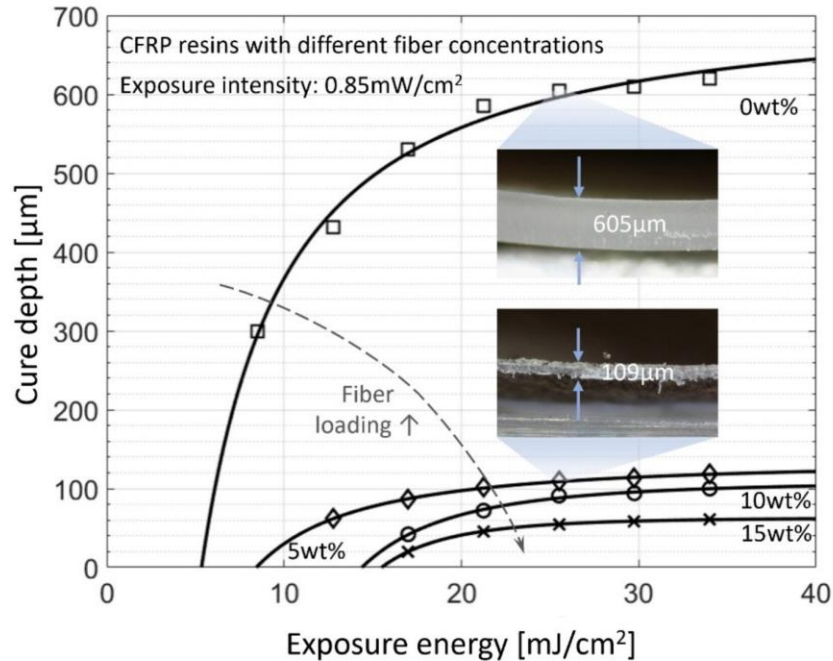 CFRP resins with different fiber concentrations
Exposure intensity: 0.85mW/cm²
Cure depth [µm]
700
600
500
400
300
200
100
0
0wt%
605µm
109µm
Fiber
loading ↑
5wt%
10wt%
15wt%
0
10
20
30
40
Exposure energy [mJ/cm²]